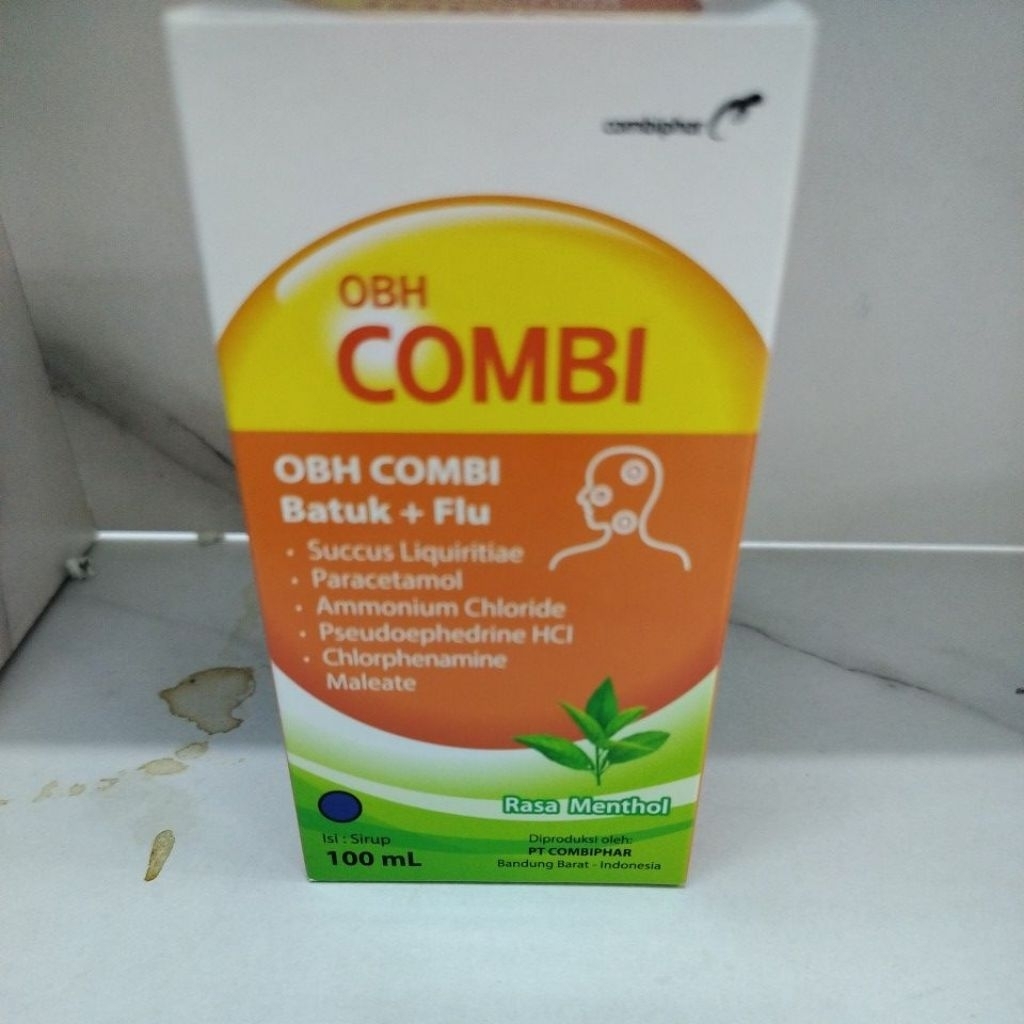 combiphar
OBH
COMBI
OBH COMBI
Batuk + Flu
• Succus Liquiritiae
• Paracetamol
• Ammonium Chloride
• Pseudoephedrine HCl
• Chlorphenamine
Maleate
Rasa Menthol
Isi : Sirup
100 mL
Diproduksi oleh:
PT COMBIPHAR
Bandung Barat - Indonesia